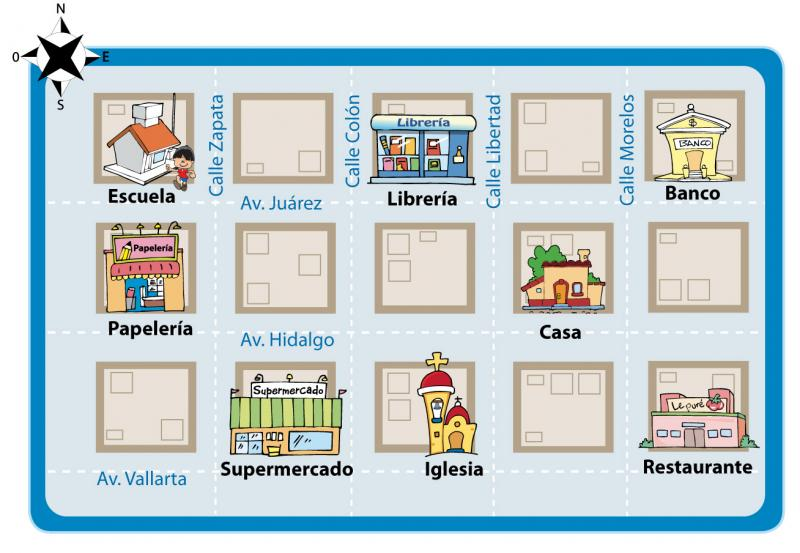 N
O
E
S
Calle Zapata
Calle Colón
Calle Libertad
Calle Morelos
Librería
$
BANCO
Escuela
Av. Juárez
Librería
Banco
Papelería
Papelería
Av. Hidalgo
Casa
Supermercado
Le puré
Supermercado
Iglesia
Restaurante
Av. Vallarta